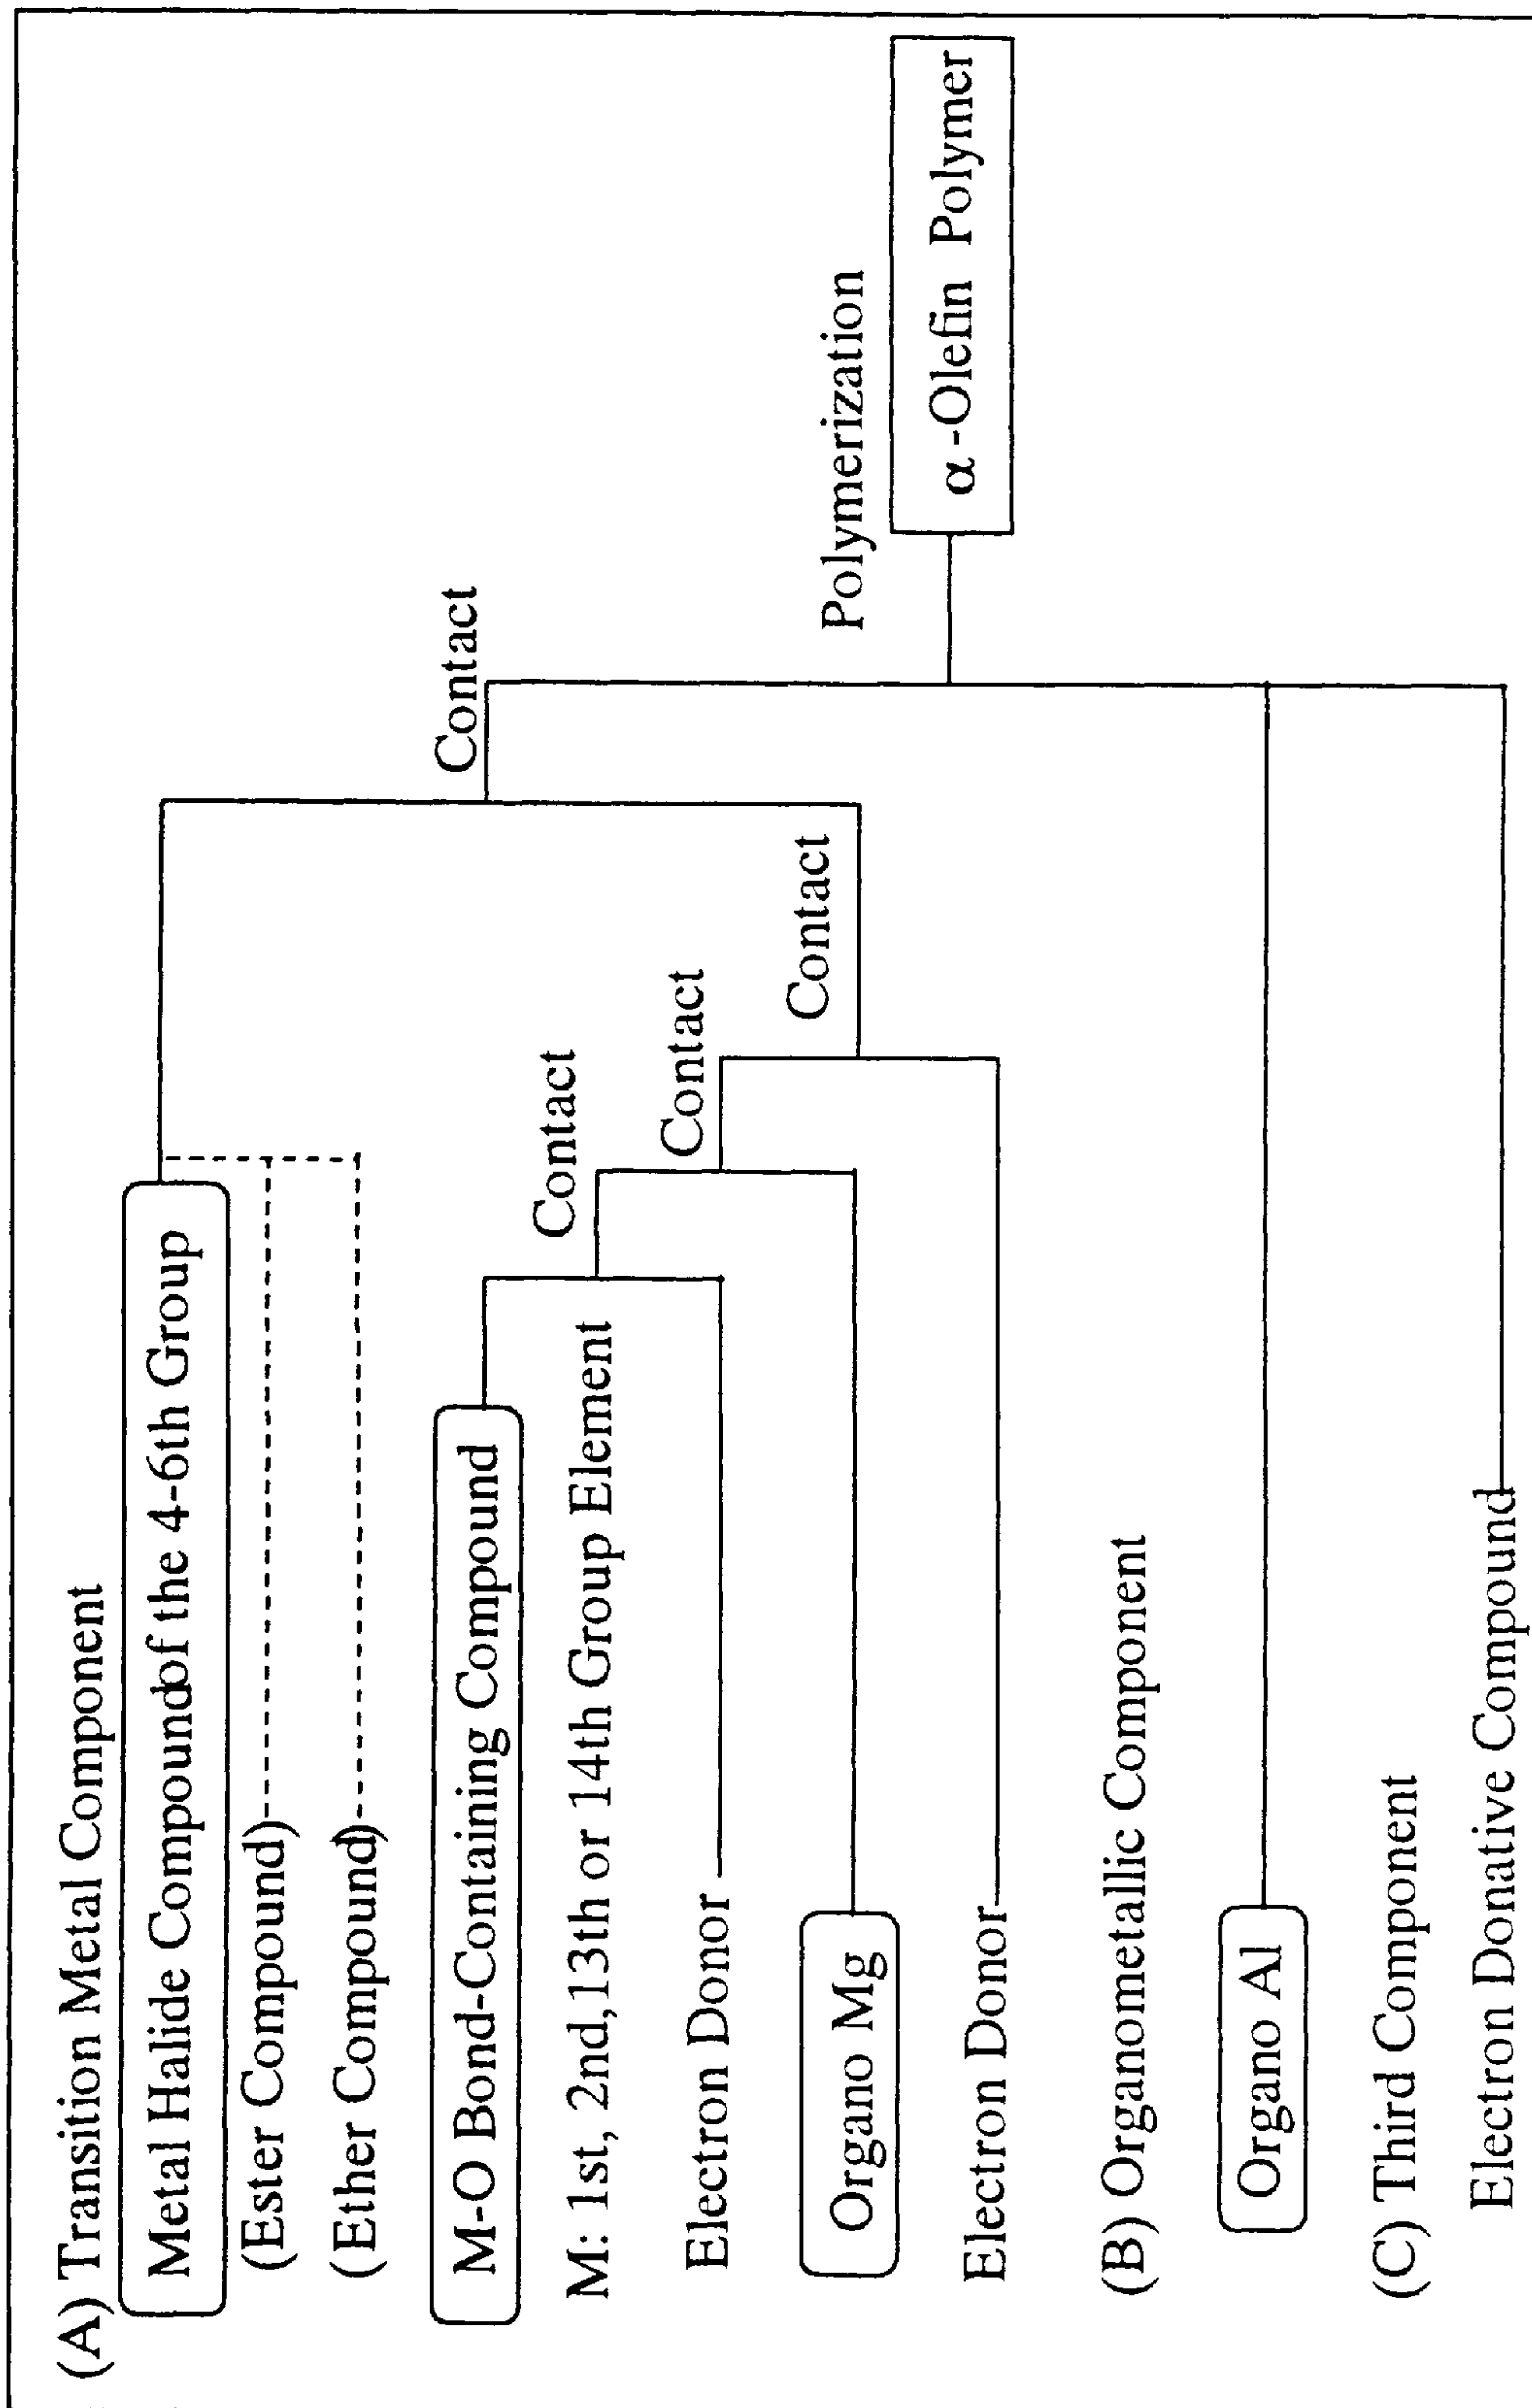 (A) Transition Metal Component
Metal Halide Compound of the 4-6th Group
(Ester Compound)
(Ether Compound)
M-O Bond-Containing Compound
M: 1st, 2nd,13th or 14th Group Element
Electron Donor
Organo Mg
Electron Donor
Contact
Contact
Contact
Contact
(B) Organometallic Component
Organo Al
(C) Third Component
Electron Donative Compound
Polymerization
α-Olefin Polymer